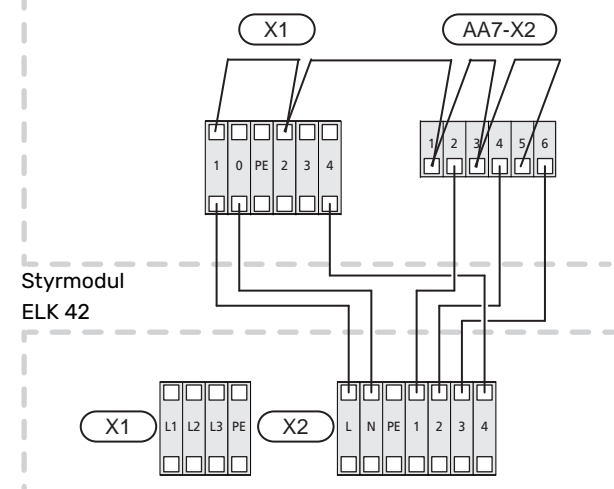 X1 AA7-X2
1 0 PE 2 3 4 1 2 3 4 5 6
Styrmodul
ELK 42
X1 L1 L2 L3 PE X2 L N PE 1 2 3 4